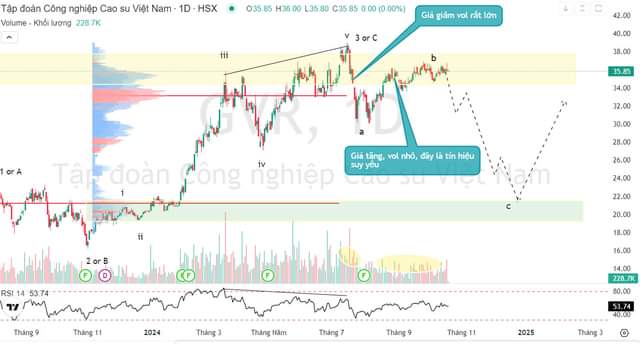 Tập đoàn Công nghiệp Cao su Việt Nam · 1D · HSX O35.85 H36.00 L35.80 C35.85 0.00 (0.00%)
Volume - Khối lượng 228.7K
Giá giảm vol rất lớn
v 3 or C
iii
b
40.00
38.00
35.85
34.00
32.00
30.00
28.00
26.00
24.00
22.00
20.00
18.00
16.00
14.00
228.7K
GVR, 1D
Tập đoàn Công nghiệp Cao su Việt Nam
a
iv
Giá tăng, vol nhỏ, đây là tín hiệu
suy yếu
1 or A
i
ii
2 or B
c
F D F F F F
RSI 14 53.74
80.00
53.74
40.00
Tháng 9 Tháng 11 2024 Tháng 3 Tháng Năm Tháng 7 Tháng 9 Tháng 11 2025 Tháng 3